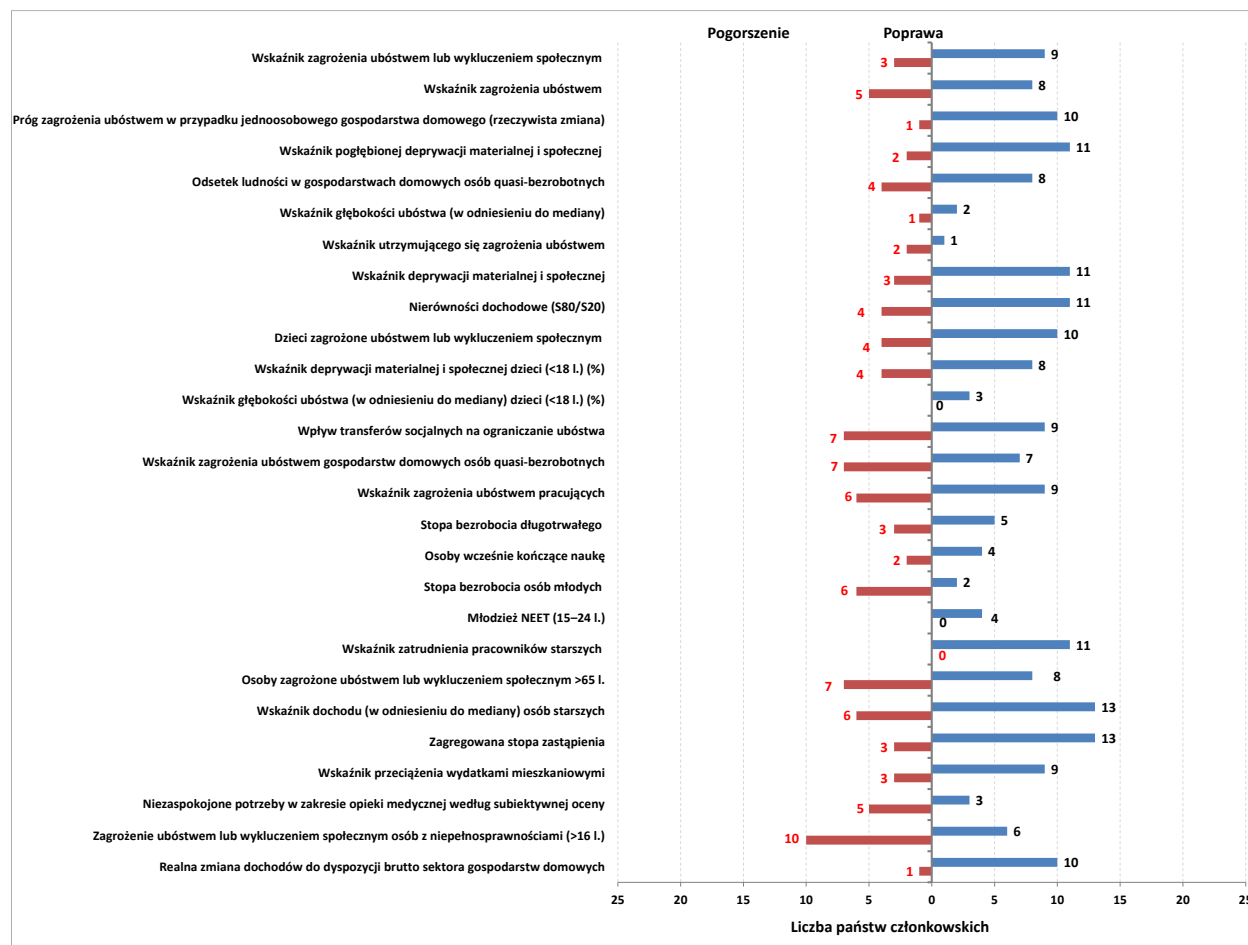 Pogorszenie Poprawa
Wskaźnik zagrożenia ubóstwem lub wykluczeniem społecznym 3 9
Wskaźnik zagrożenia ubóstwem 5 8
Próg zagrożenia ubóstwem w przypadku jednoosobowego gospodarstwa domowego (rzeczywista zmiana) 1 10
Wskaźnik pogłębionej deprywacji materialnej i społecznej 2 11
Odsetek ludności w gospodarstwach domowych osób quasi-bezrobotnych 4 8
Wskaźnik głębokości ubóstwa (w odniesieniu do mediany) 1 2
Wskaźnik utrzymującego się zagrożenia ubóstwem 2 1
Wskaźnik deprywacji materialnej i społecznej 3 11
Nierówności dochodowe (S80/S20) 4 11
Dzieci zagrożone ubóstwem lub wykluczeniem społecznym 4 10
Wskaźnik deprywacji materialnej i społecznej dzieci (<18 l.) (%) 4 8
Wskaźnik głębokości ubóstwa (w odniesieniu do mediany) dzieci (<18 l.) (%) 0 3
Wpływ transferów socjalnych na ograniczanie ubóstwa 7 9
Wskaźnik zagrożenia ubóstwem gospodarstw domowych osób quasi-bezrobotnych 7 7
Wskaźnik zagrożenia ubóstwem pracujących 6 9
Stopa bezrobocia długotrwałego 3 5
Osoby wcześnie kończące naukę 2 4
Stopa bezrobocia osób młodych 6 2
Młodzież NEET (15–24 l.) 0 4
Wskaźnik zatrudnienia pracowników starszych 0 11
Osoby zagrożone ubóstwem lub wykluczeniem społecznym >65 l. 7 8
Wskaźnik dochodu (w odniesieniu do mediany) osób starszych 6 13
Zagregowana stopa zastąpienia 3 13
Wskaźnik przeciążenia wydatkami mieszkaniowymi 3 9
Niezaspokojone potrzeby w zakresie opieki medycznej według subiektywnej oceny 5 3
Zagrożenie ubóstwem lub wykluczeniem społecznym osób z niepełnosprawnościami (>16 l.) 10 6
Realna zmiana dochodów do dyspozycji brutto sektora gospodarstw domowych 1 10
25 20 15 10 5 0 5 10 15 20 25
Liczba państw członkowskich